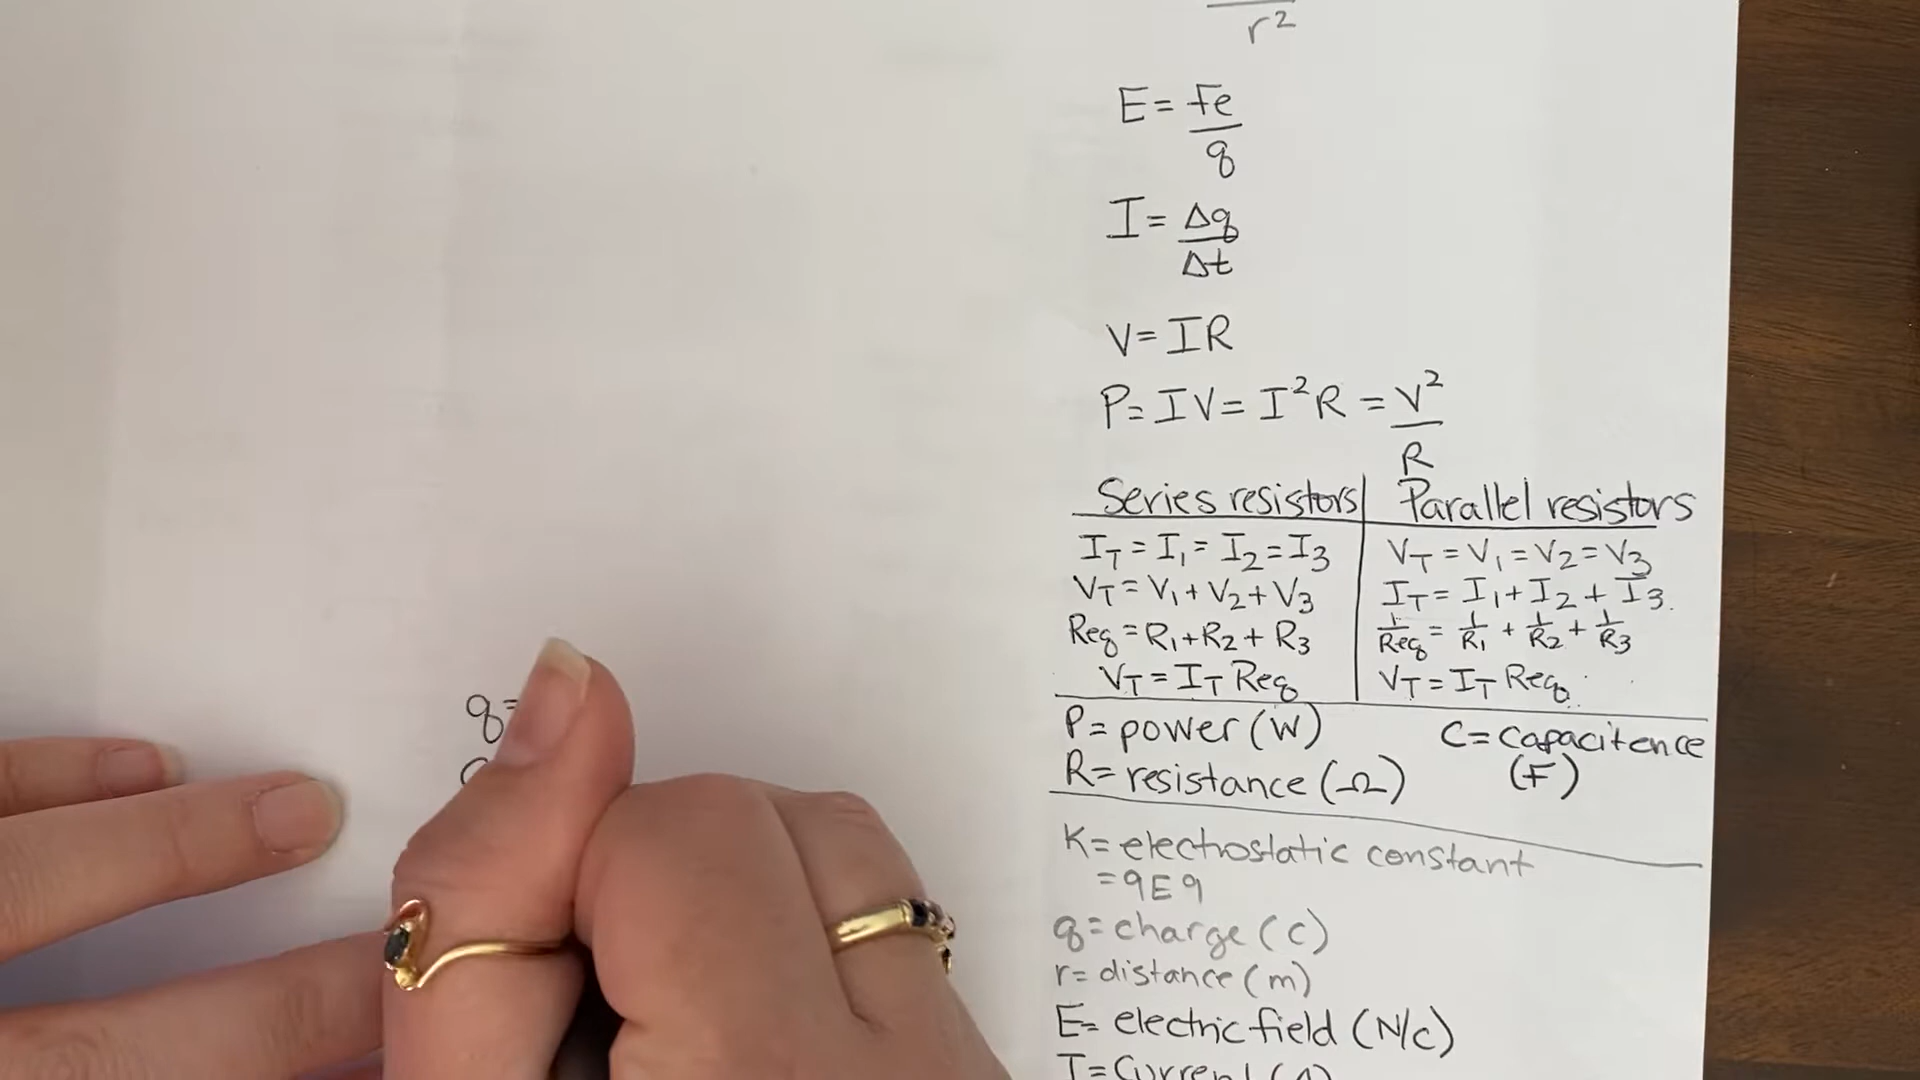 r²
E = Fe / q
I = Δq / Δt
V = IR
P = IV = I²R = V² / R
Series resistors | Parallel resistors
I_T = I₁ = I₂ = I₃ | V_T = V₁ = V₂ = V₃
V_T = V₁ + V₂ + V₃ | I_T = I₁ + I₂ + I₃
Req = R₁ + R₂ + R₃ | 1/Req = 1/R₁ + 1/R₂ + 1/R₃
V_T = I_T Req | V_T = I_T Req
P = power (W)
R = resistance (Ω)
C = capacitence
(F)
K = electrostatic constant
= 9E9
q = charge (C)
r = distance (m)
E = electric field (N/C)
I = Current (A)
q =